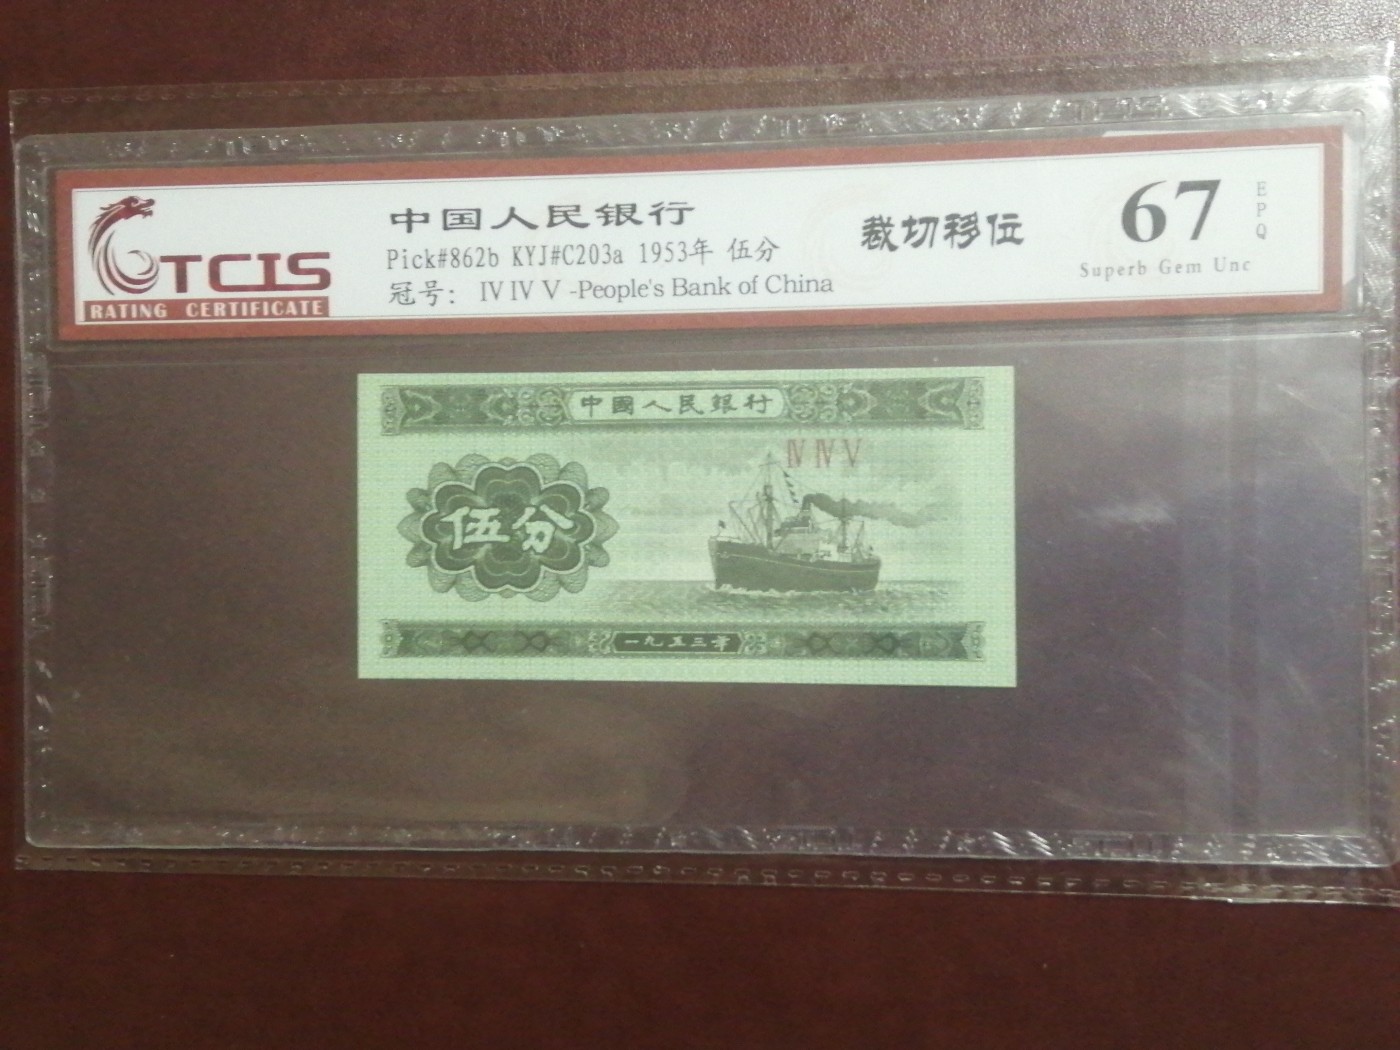 TCIS
RATING CERTIFICATE
中国人民银行
Pick#862b KYJ#C203a 1953年 伍分
冠号： IV IV V -People's Bank of China
裁切移位
67
EPQ
Superb Gem Unc
中國人民銀行
IV IV V
伍分
一九五三年